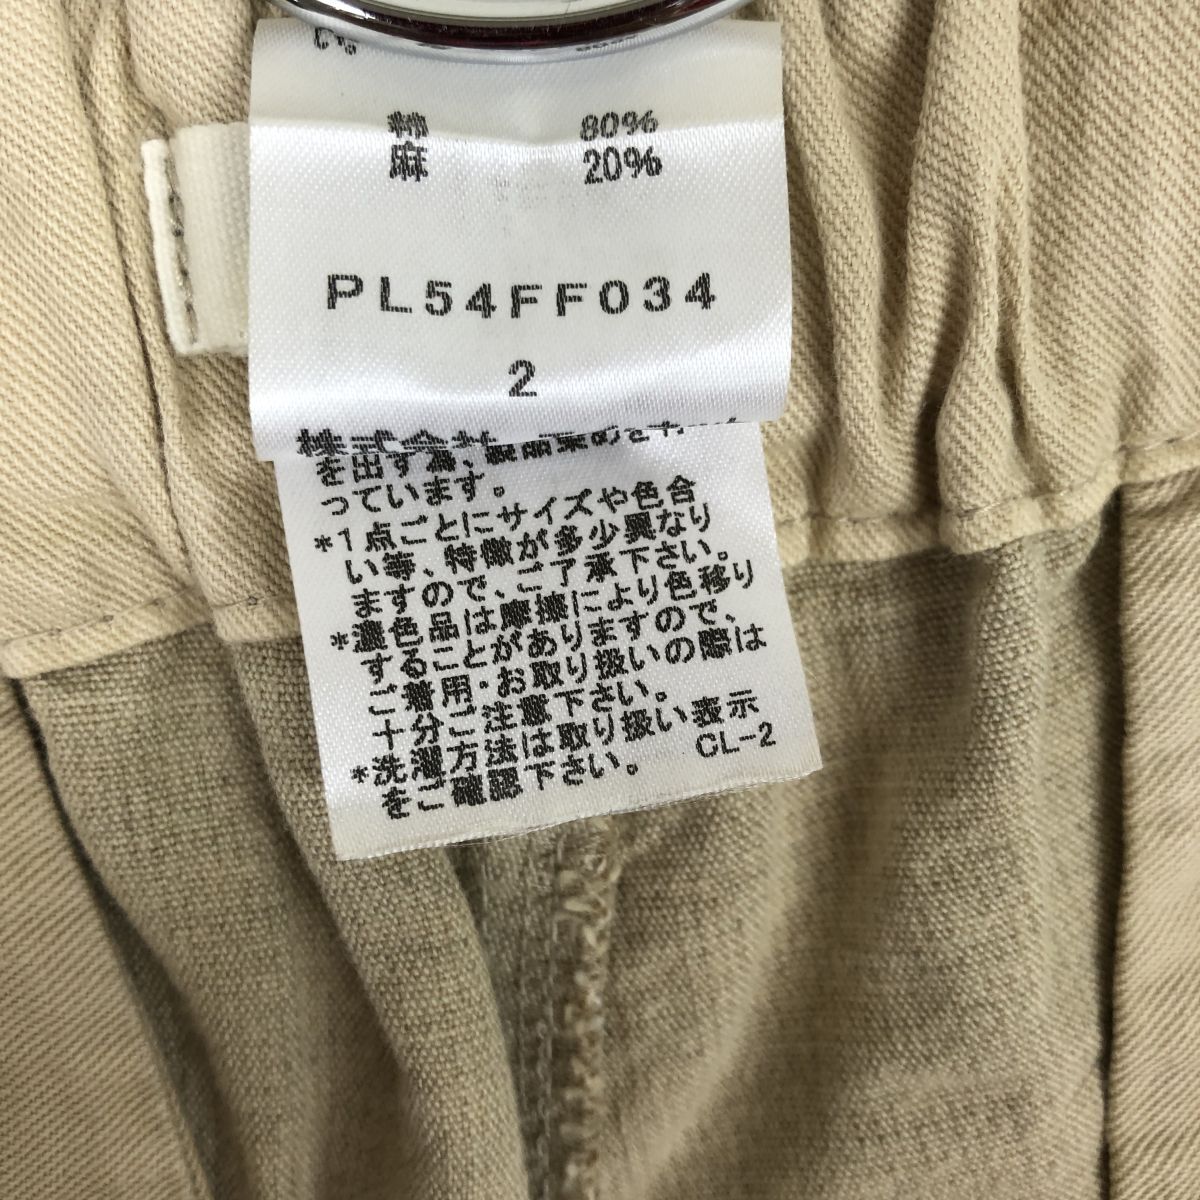 綿 80%
麻 20%
PL54FF034
2
株式会社
を出す為、製品染めを行
っています。
*1点ごとにサイズや色合
い等、特徴が多少異なり
ますので、ご了承下さい。
*濃色品は摩擦により色移り
することがありますので、
ご着用・お取り扱いの際は
十分ご注意下さい。
*洗濯方法は取り扱い表示
をご確認下さい。 CL-2